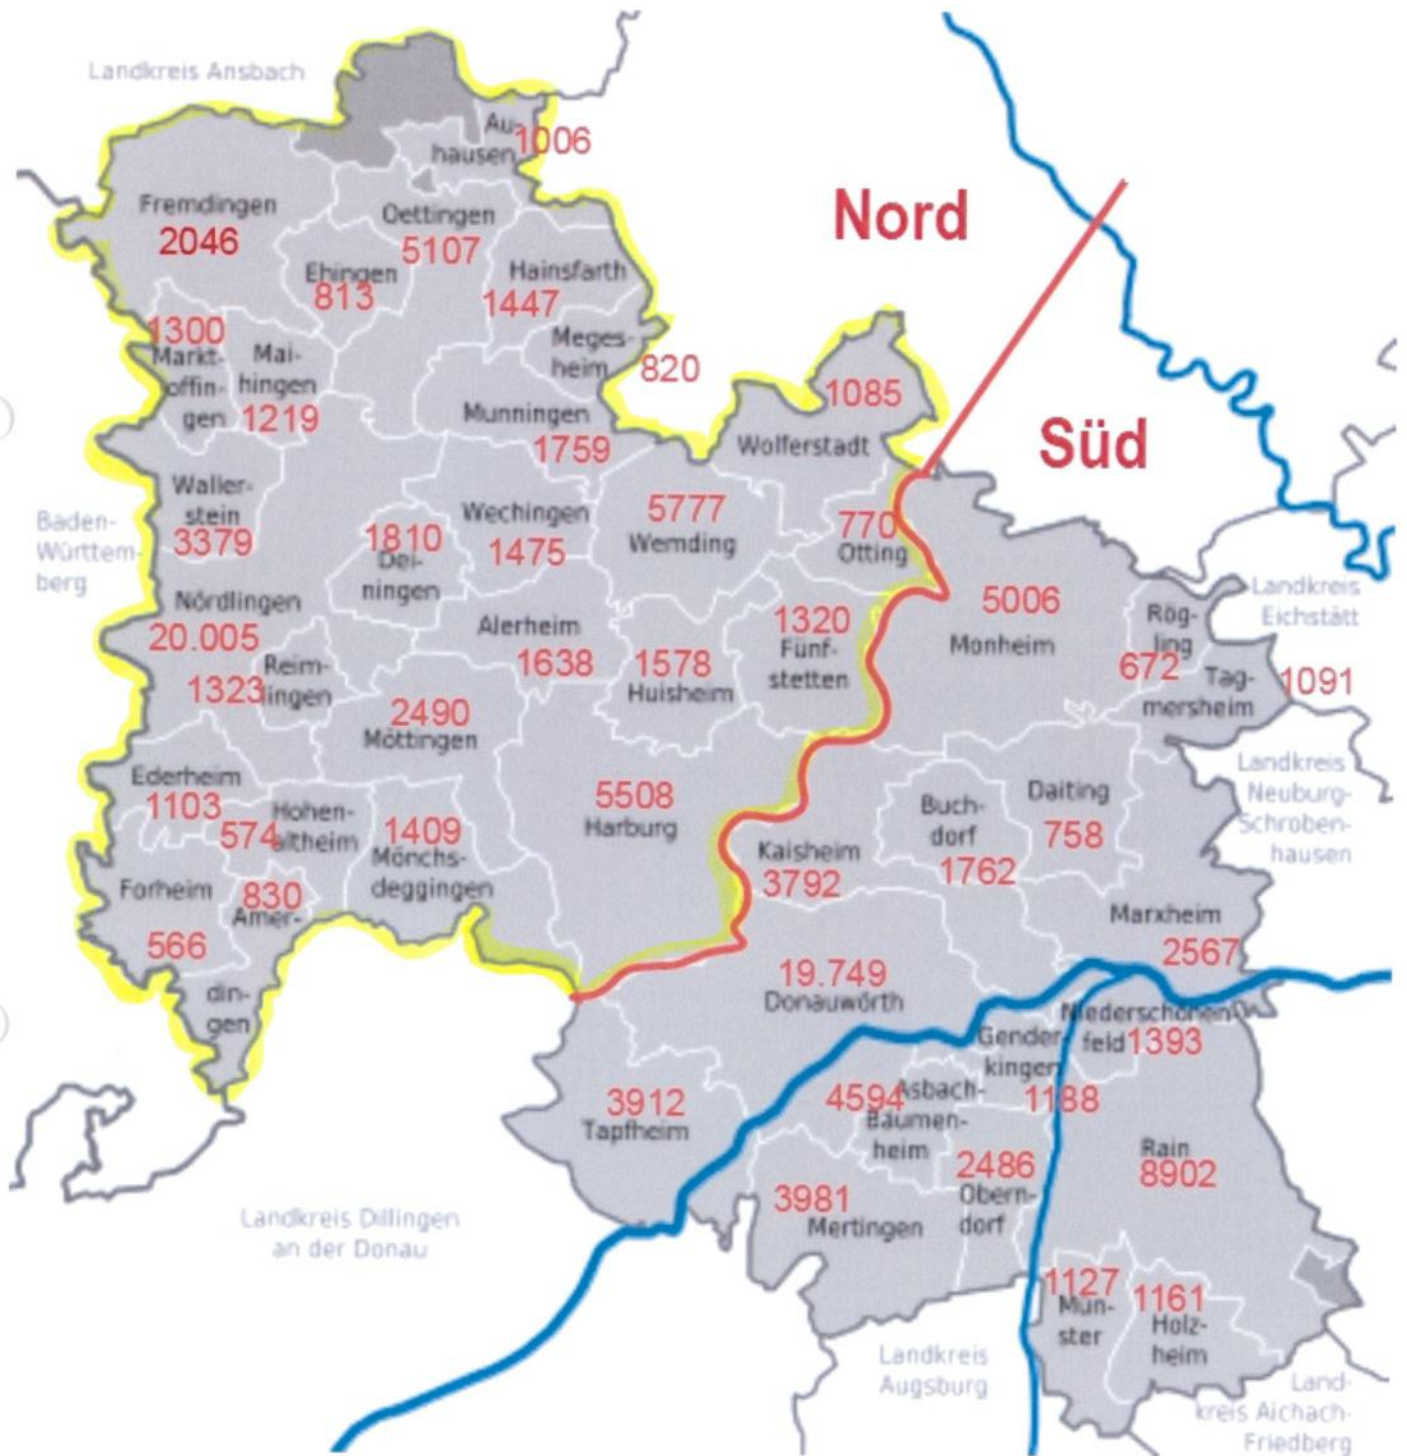 Landkreis Ansbach
Au-
1006
hausen
Fremdingen
2046
Oettingen
5107
Nord
Ehingen
813
Hainsfarth
1447
1300
Markt-
offin-
gen
Mai-
hingen
1219
Meges-
heim
820
1085
Wolferstadt
Süd
Munningen
1759
Waller-
stein
3379
Baden-
Württem-
berg
1810
Dei-
ningen
Wechingen
1475
5777
Wemding
770
Otting
5006
Monheim
Landkreis
Eichstätt
Rög-
ling
672
Tag-
mersheim
1091
Nördlingen
20.005
1323
Reim-
lingen
Alerheim
1638
1578
Huisheim
1320
Fünf-
stetten
2490
Möttingen
Ederheim
1103
Hohen-
574
altheim
1409
Mönchs-
deggingen
5508
Harburg
Kaisheim
3792
Buch-
dorf
1762
Daiting
758
Landkreis
Neuburg-
Schroben-
hausen
Forheim
566
830
Amer-
din-
gen
Marxheim
2567
19.749
Donauwörth
Niederschönen-
feld
1393
Gender-
kingen
1188
3912
Tapfheim
4594
Asbach-
Bäumen-
heim
2486
Obern-
dorf
Rain
8902
3981
Mertingen
Landkreis Dillingen
an der Donau
1127
Mün-
ster
1161
Holz-
heim
Landkreis
Augsburg
Land-
kreis Aichach-
Friedberg